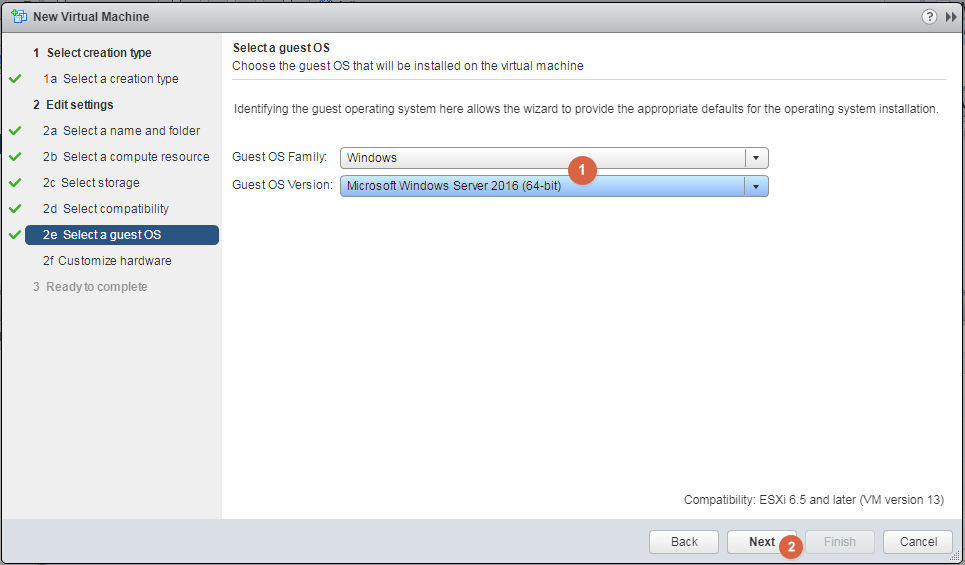 New Virtual Machine
?
1 Select creation type
1a Select a creation type
2 Edit settings
2a Select a name and folder
2b Select a compute resource
2c Select storage
2d Select compatibility
2e Select a guest OS
2f Customize hardware
3 Ready to complete
Select a guest OS
Choose the guest OS that will be installed on the virtual machine
Identifying the guest operating system here allows the wizard to provide the appropriate defaults for the operating system installation.
Guest OS Family: Windows
1
Guest OS Version: Microsoft Windows Server 2016 (64-bit)
Compatibility: ESXi 6.5 and later (VM version 13)
Back Next 2 Finish Cancel